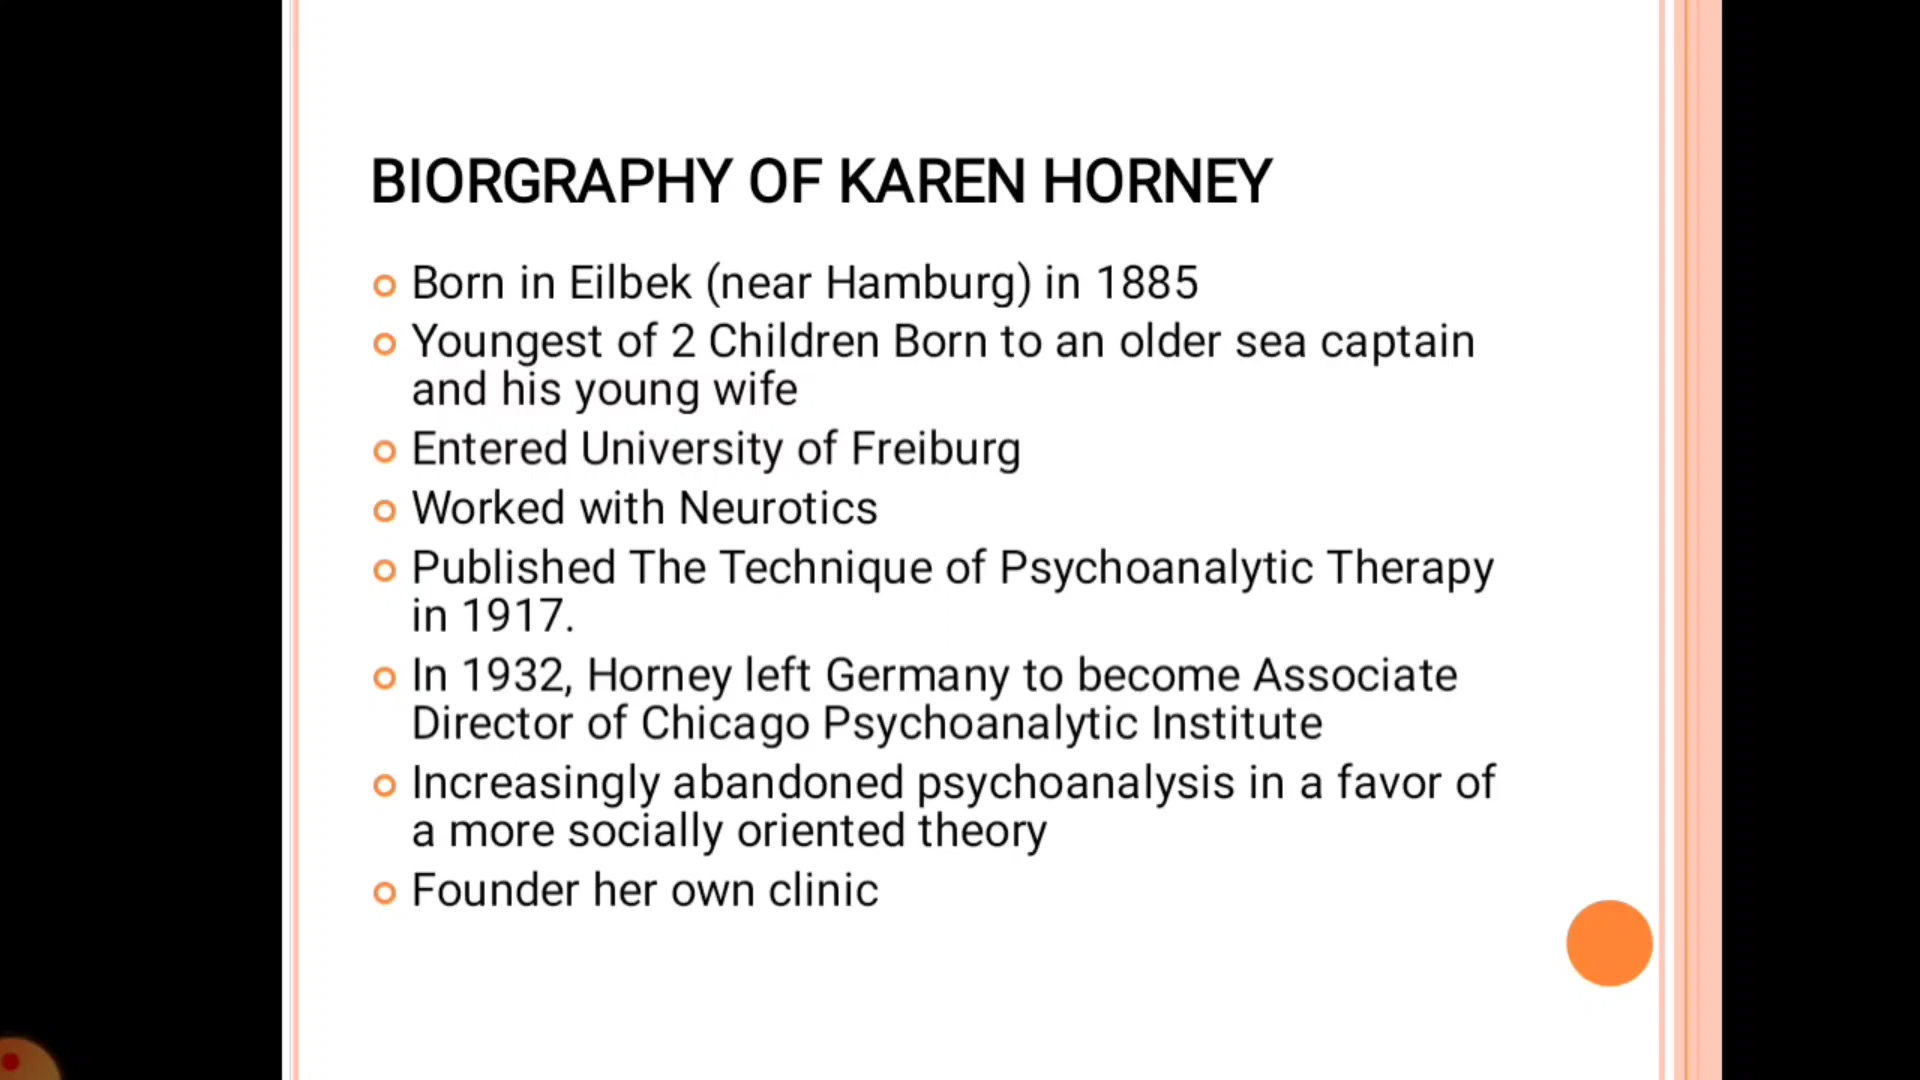 BIORGRAPHY OF KAREN HORNEY
Born in Eilbek (near Hamburg) in 1885
Youngest of 2 Children Born to an older sea captain
and his young wife
Entered University of Freiburg
Worked with Neurotics
Published The Technique of Psychoanalytic Therapy
in 1917.
In 1932, Horney left Germany to become Associate
Director of Chicago Psychoanalytic Institute
Increasingly abandoned psychoanalysis in a favor of
a more socially oriented theory
Founder her own clinic